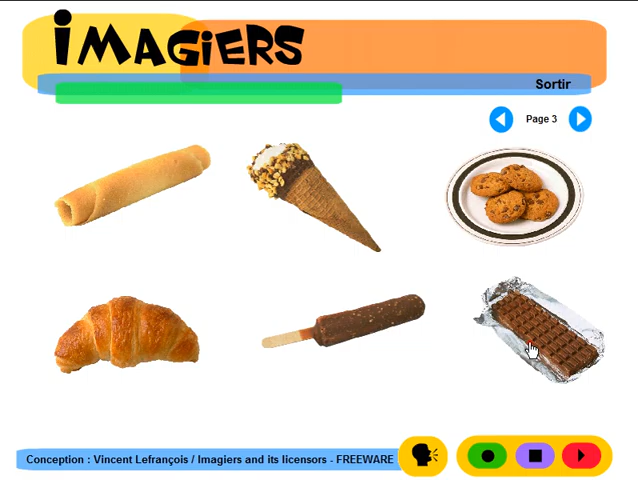 iMAGiERS
Sortir
Page 3
Conception : Vincent Lefrançois / Imagiers and its licensors - FREEWARE